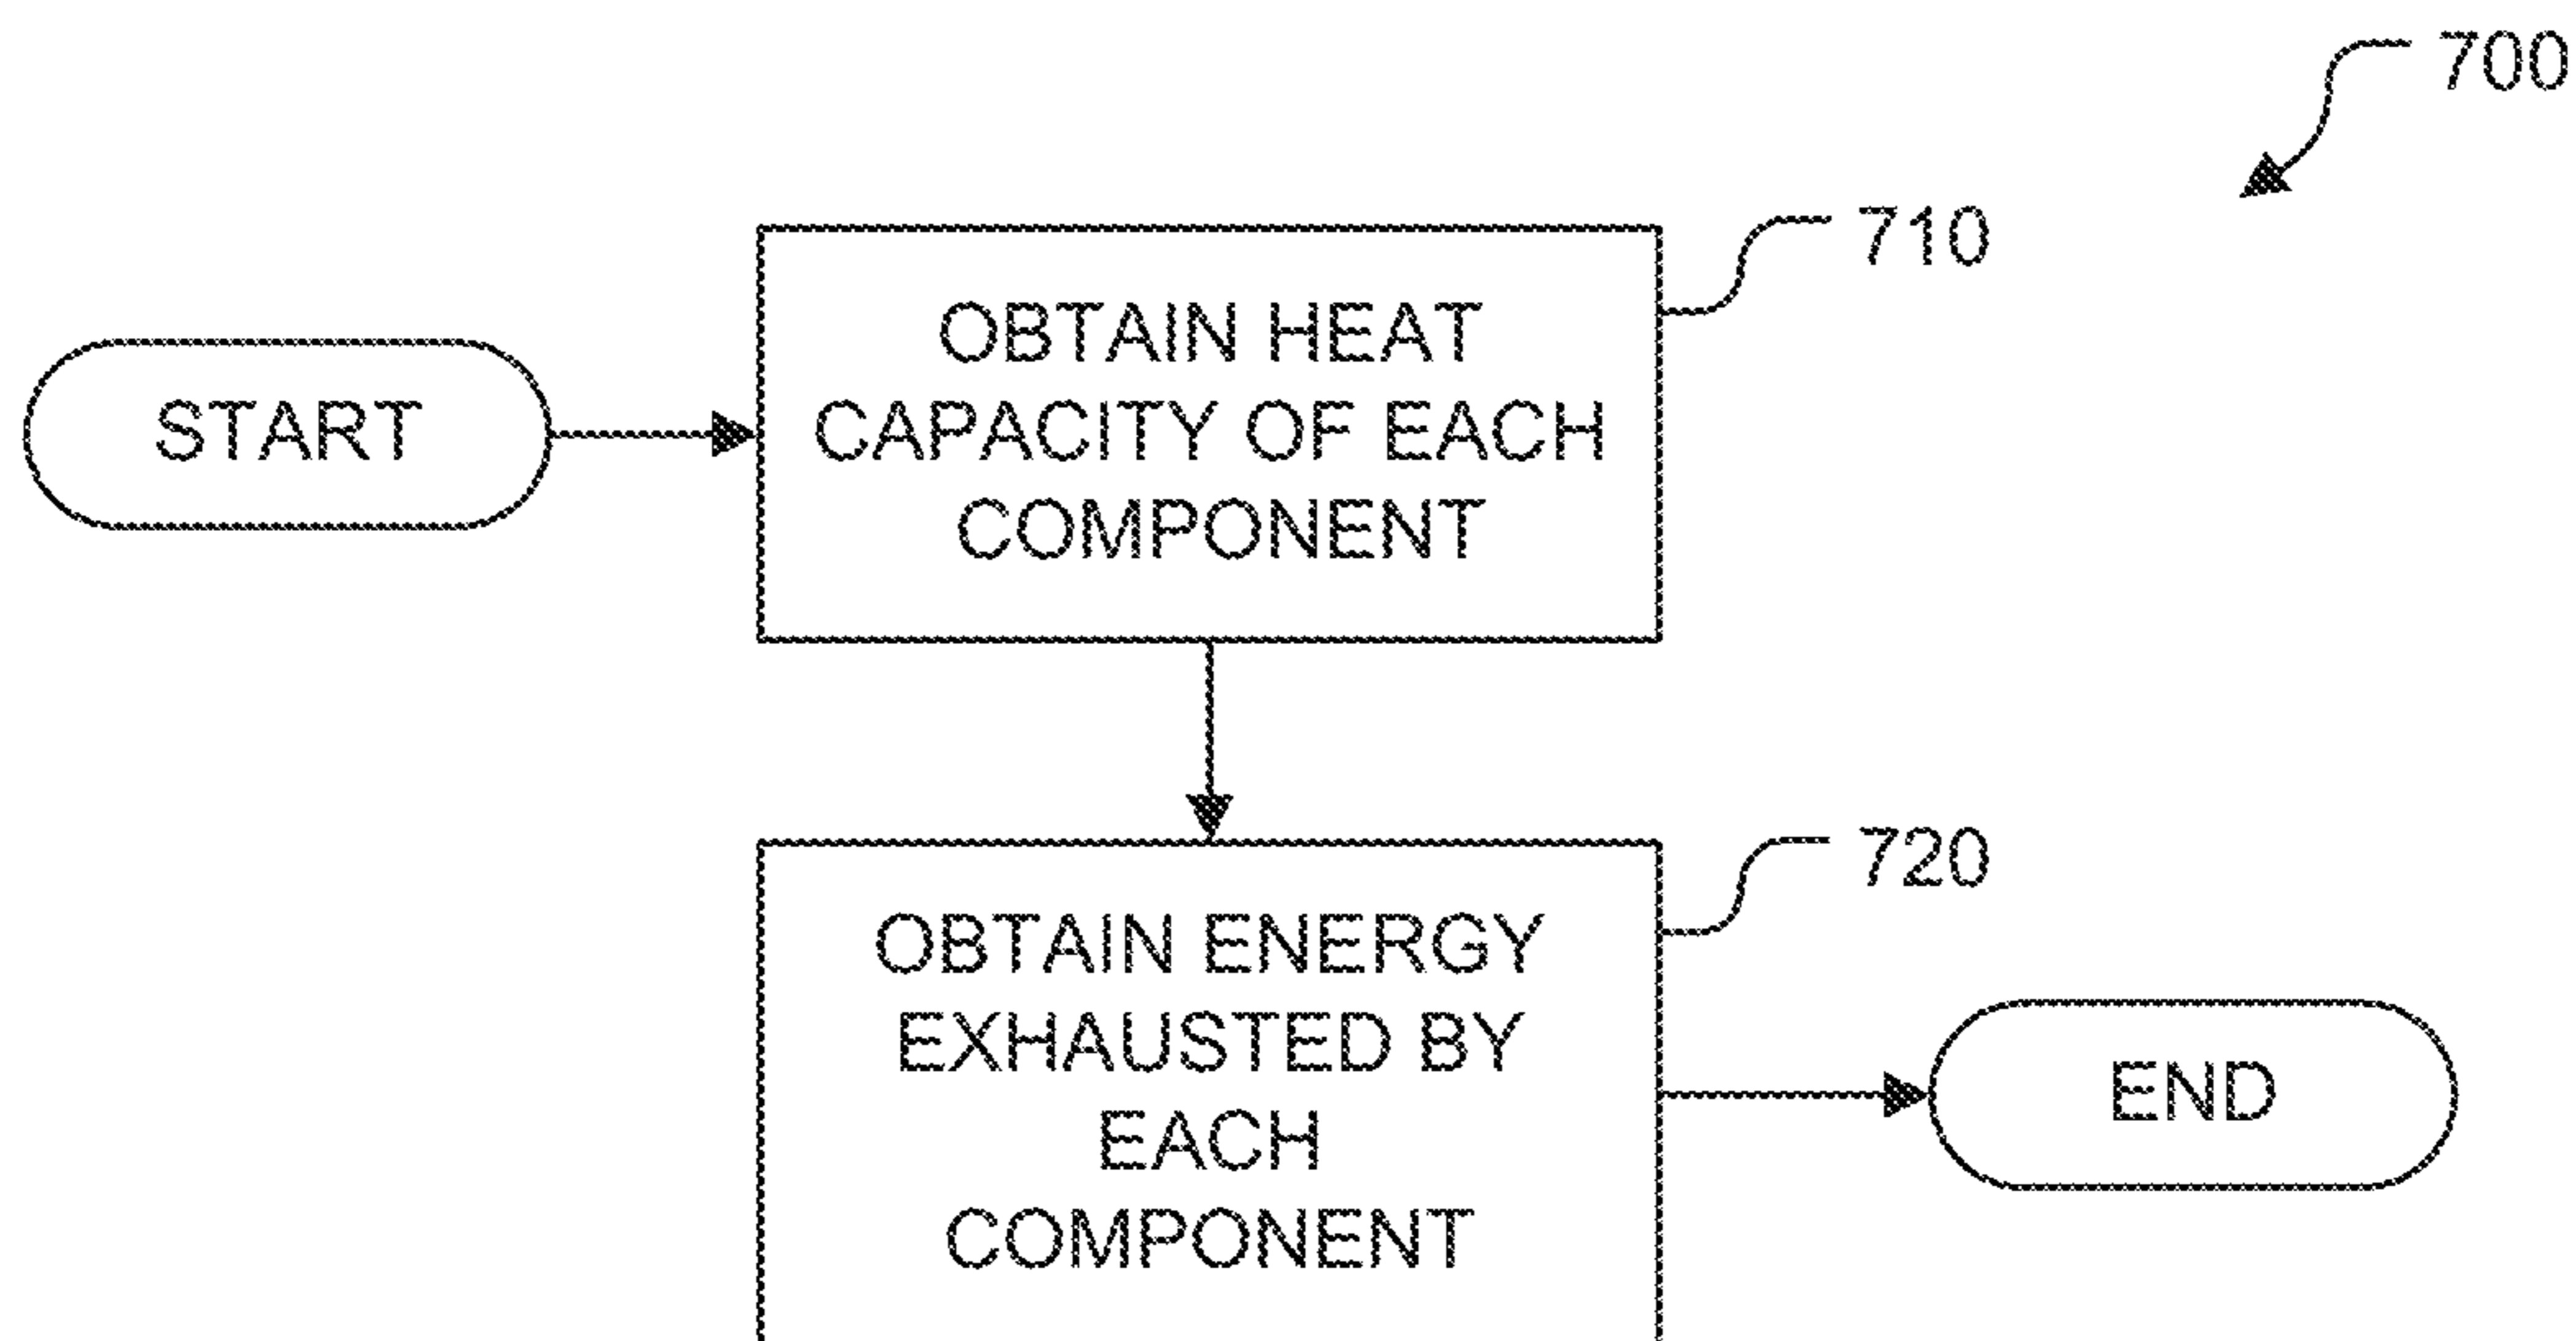 700
710
OBTAIN HEAT
CAPACITY OF EACH
COMPONENT
START
720
OBTAIN ENERGY
EXHAUSTED BY
EACH
COMPONENT
END